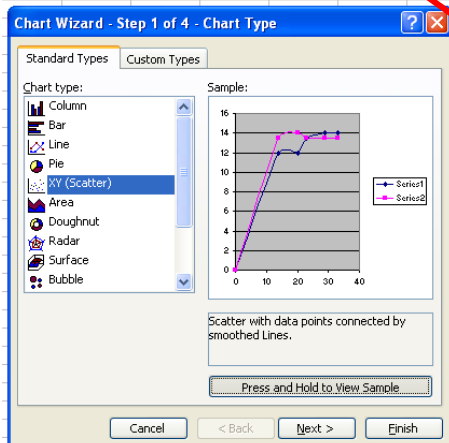 Chart Wizard - Step 1 of 4 - Chart Type
Standard Types
Custom Types
Chart type:
Column
Bar
Line
Pie
XY (Scatter)
Area
Doughnut
Radar
Surface
Bubble
Sample:
16
14
12
10
8
6
4
2
0
0 10 20 30 40
Series1
Series2
Scatter with data points connected by
smoothed Lines.
Press and Hold to View Sample
Cancel
< Back
Next >
Finish